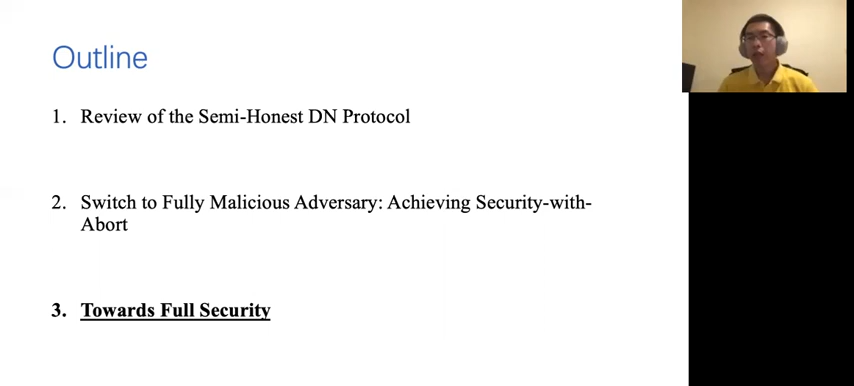 Outline
1. Review of the Semi-Honest DN Protocol
2. Switch to Fully Malicious Adversary: Achieving Security-with-
Abort
3. Towards Full Security